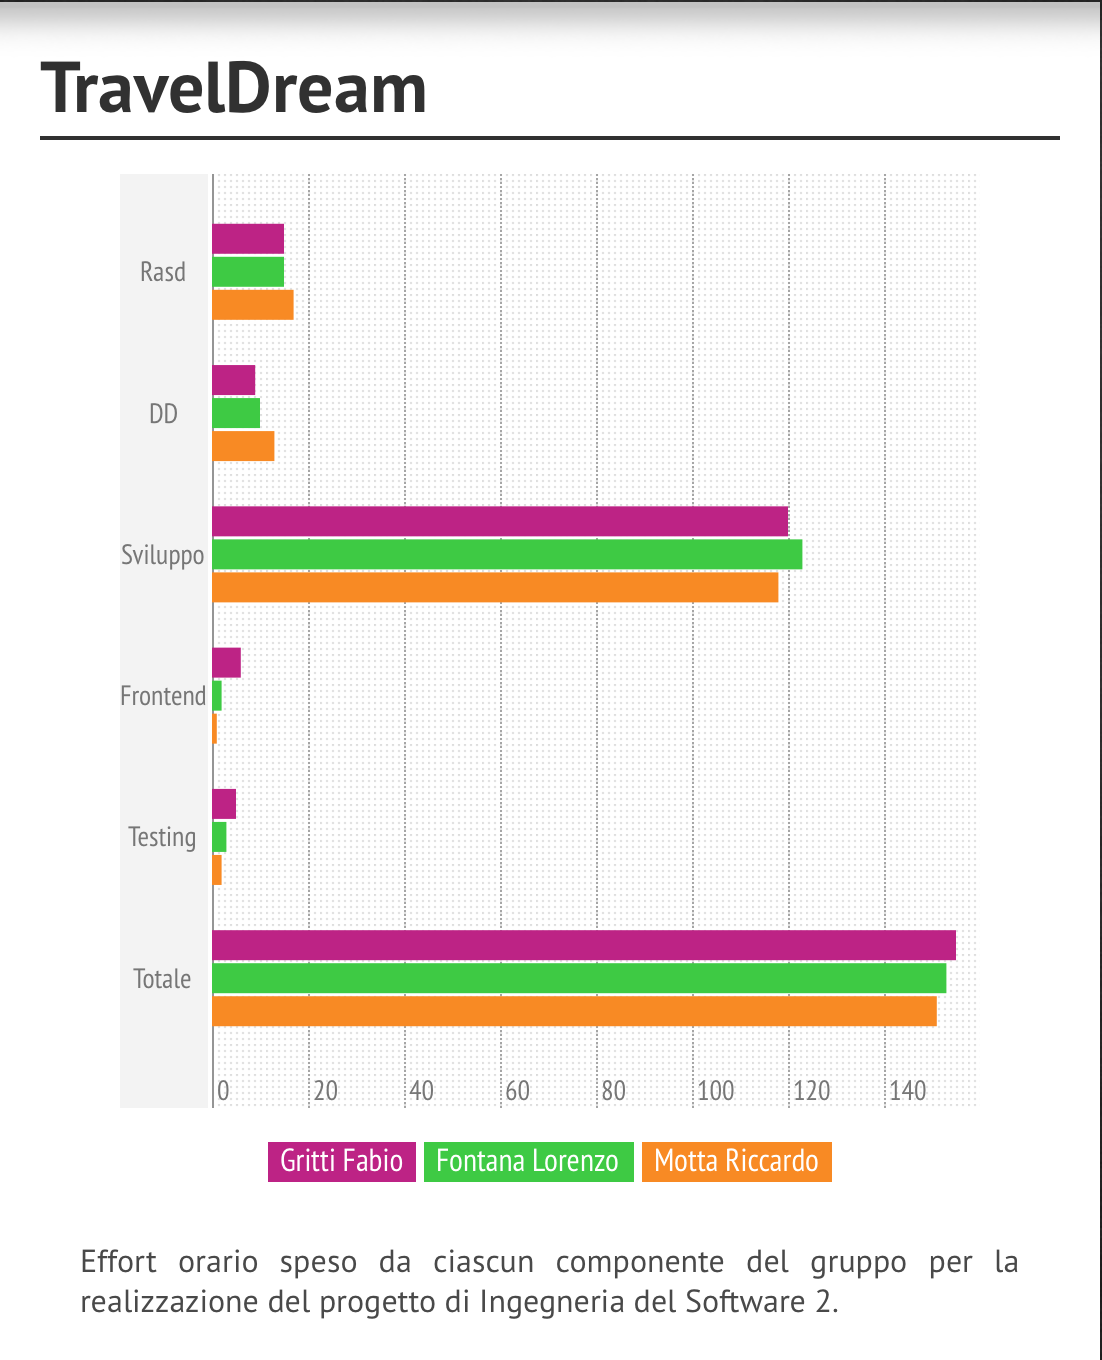 TravelDream
Rasd
DD
Sviluppo
Frontend
Testing
Totale
0 20 40 60 80 100 120 140
Gritti Fabio Fontana Lorenzo Motta Riccardo
Effort orario speso da ciascun componente del gruppo per la
realizzazione del progetto di Ingegneria del Software 2.